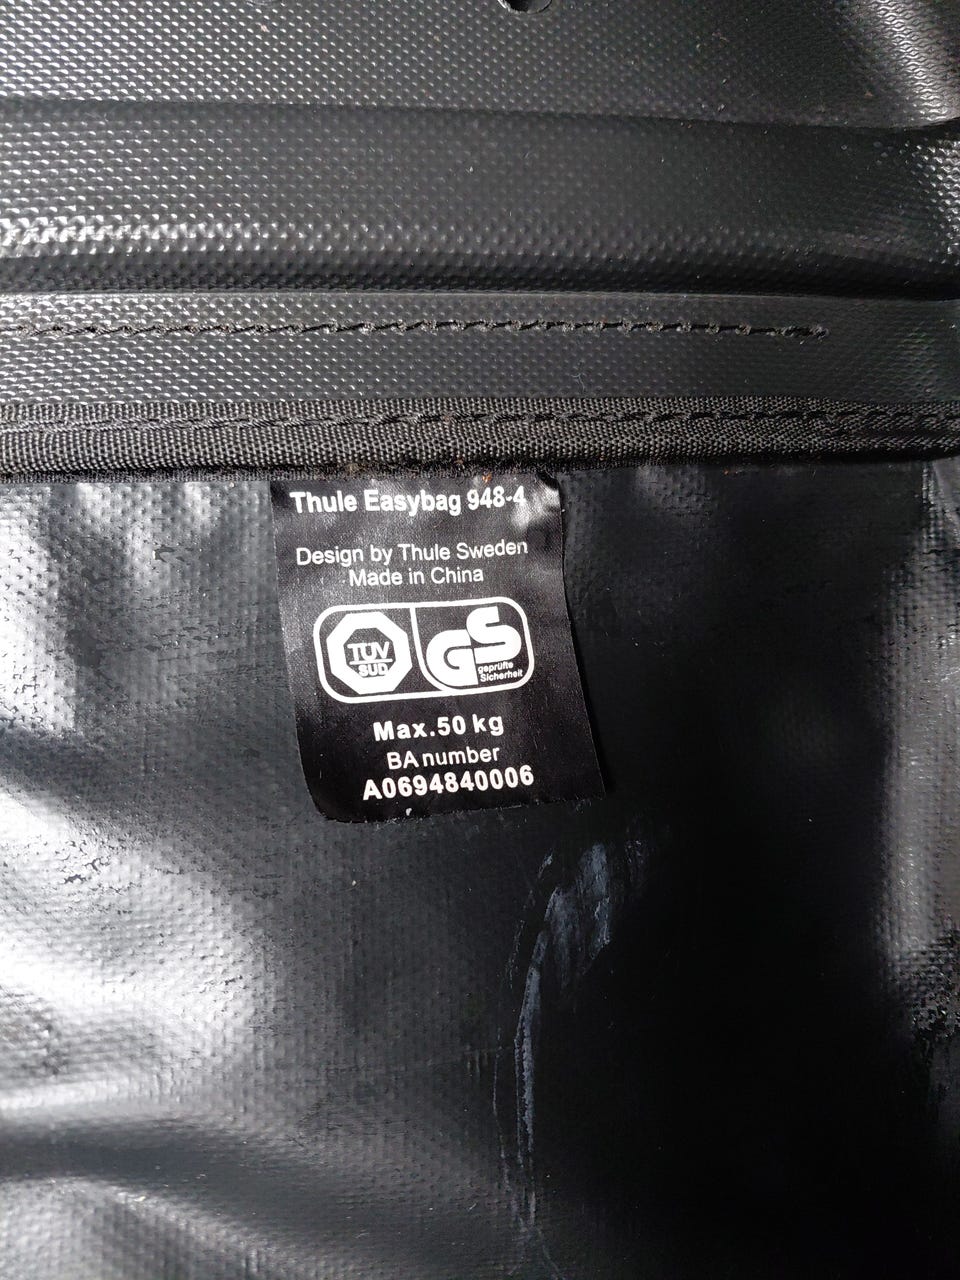 Thule Easybag 948-4
Design by Thule Sweden
Made in China
TÜV
SÜD
GS
geprüfte
Sicherheit
Max.50 kg
BA number
A0694840006